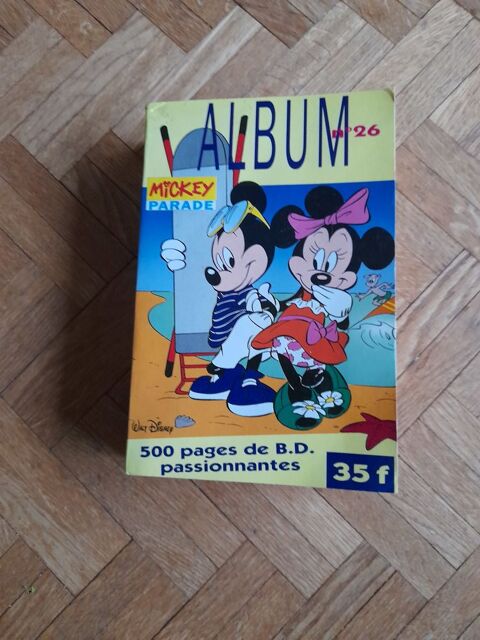 ALBUM
n°26
MICKEY
PARADE
WALT DISNEY
500 pages de B.D.
passionnantes
35 f